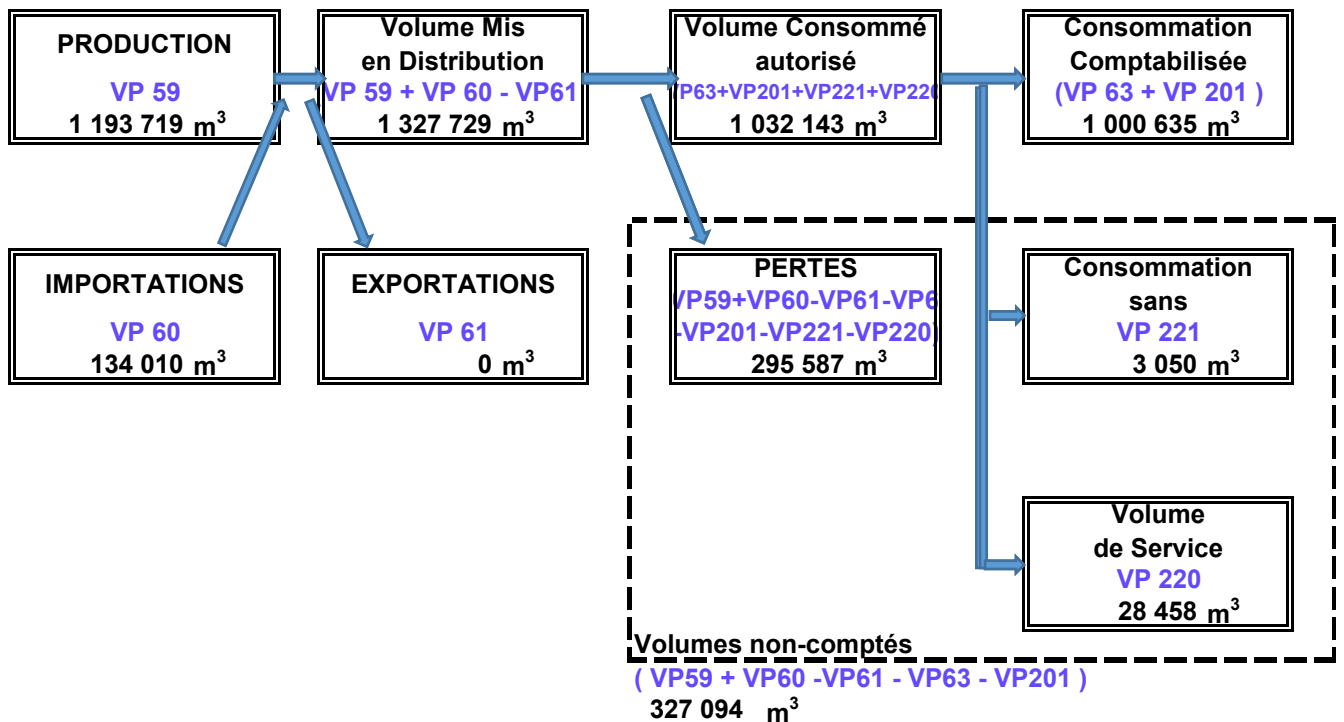 PRODUCTION
VP 59
1 193 719 m³
Volume Mis
en Distribution
VP 59 + VP 60 - VP61
1 327 729 m³
Volume Consommé
autorisé
VP63+VP201+VP221+VP220
1 032 143 m³
Consommation
Comptabilisée
(VP 63 + VP 201 )
1 000 635 m³
IMPORTATIONS
VP 60
134 010 m³
EXPORTATIONS
VP 61
0 m³
PERTES
VP59+VP60-VP61-VP6
-VP201-VP221-VP220)
295 587 m³
Consommation
sans
VP 221
3 050 m³
Volume
de Service
VP 220
28 458 m³
Volumes non-comptés
( VP59 + VP60 -VP61 - VP63 - VP201 )
327 094 m³